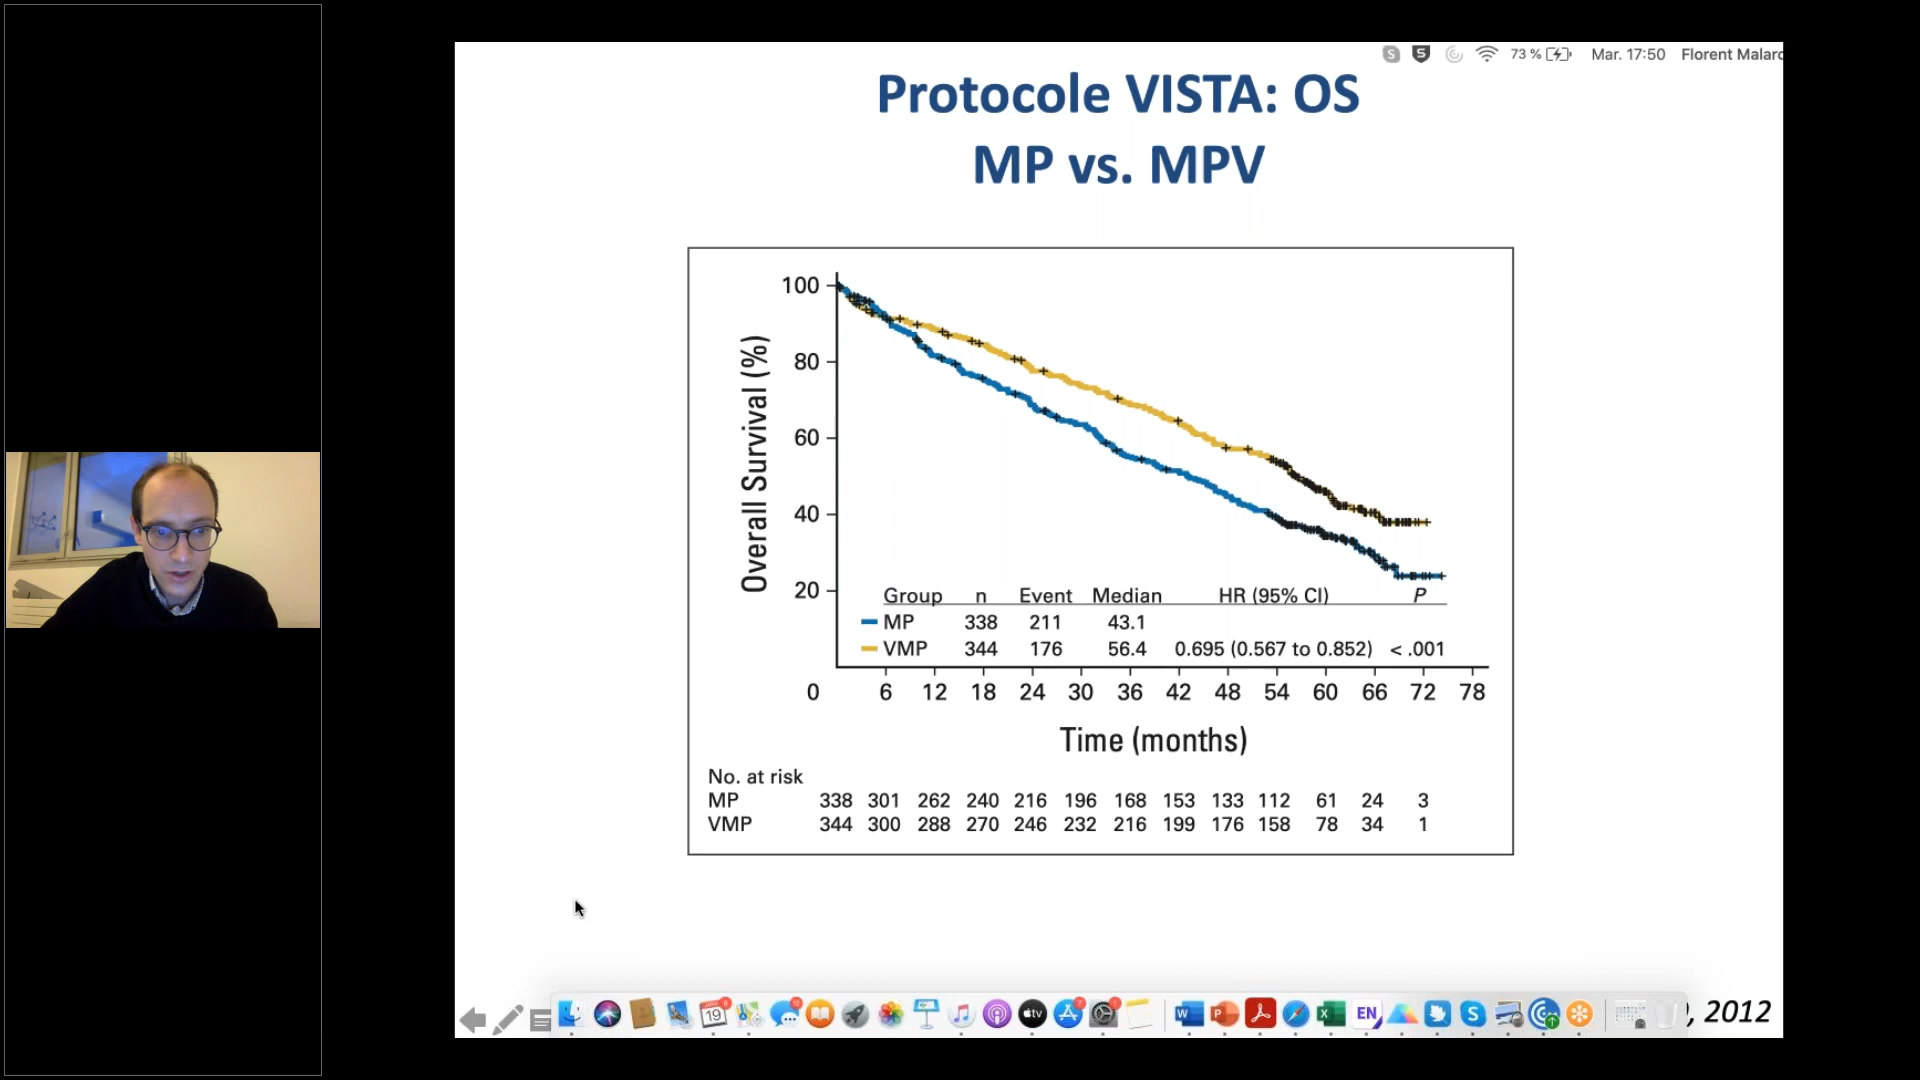 73 % Mar. 17:50 Florent Malard
Protocole VISTA: OS
MP vs. MPV
Overall Survival (%)
100
80
60
40
20
Group n Event Median HR (95% CI) P
MP 338 211 43.1
VMP 344 176 56.4 0.695 (0.567 to 0.852) < .001
0 6 12 18 24 30 36 42 48 54 60 66 72 78
Time (months)
No. at risk
MP 338 301 262 240 216 196 168 153 133 112 61 24 3
VMP 344 300 288 270 246 232 216 199 176 158 78 34 1
19 tv W P X EN S
), 2012